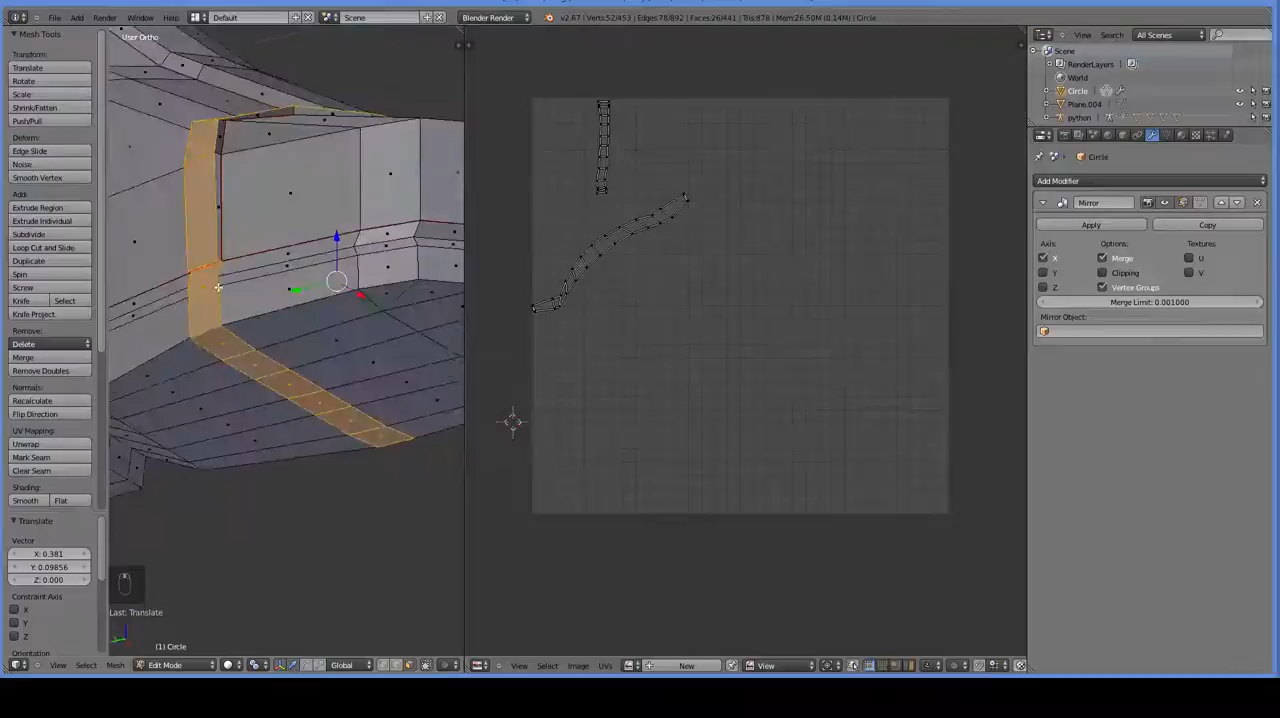 File Add Render Window Help Default Scene Blender Render v2.67 | Verts:52/453 | Edges:78/892 | Faces:26/441 | Tris:878 | Mem:26.50M (0.14M) | Circle
Mesh Tools
Transform:
Translate
Rotate
Scale
Shrink/Fatten
Push/Pull
Deform:
Edge Slide
Noise
Smooth Vertex
Add:
Extrude Region
Extrude Individual
Subdivide
Loop Cut and Slide
Duplicate
Spin
Screw
Knife Select
Knife Project
Remove:
Delete
Merge
Remove Doubles
Normals:
Recalculate
Flip Direction
UV Mapping:
Unwrap
Mark Seam
Clear Seam
Shading:
Smooth Flat
Translate
Vector
X: 0.381
Y: 0.09856
Z: 0.000
Constraint Axis
X
Y
Z
Orientation
User Ortho
Last: Translate
(1) Circle
View Select Mesh Edit Mode Global
View Select Image UVs New View
View Search All Scenes
Scene
RenderLayers
World
Circle
Plane.004
python
Circle
Add Modifier
Mirror
Apply Copy
Axis: Options: Textures
X Merge U
Y Clipping V
Z Vertex Groups
Merge Limit: 0.001000
Mirror Object: